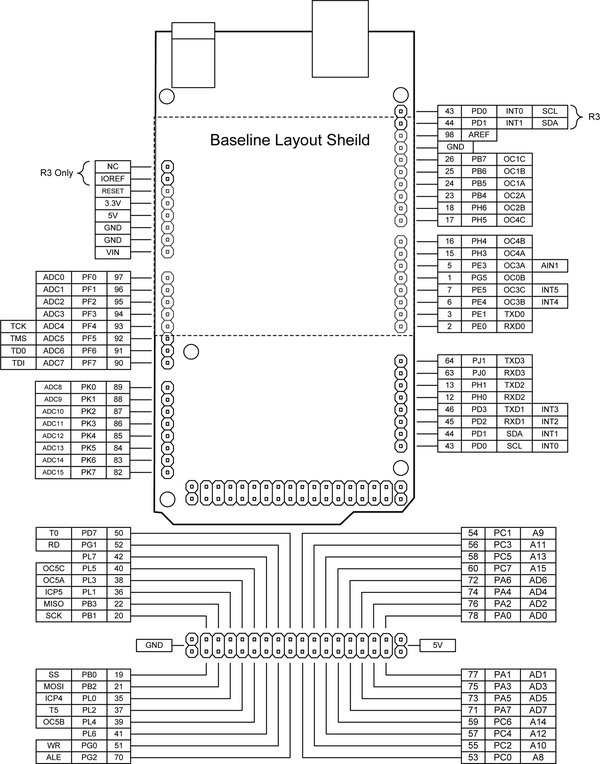 43 PD0 INT0 SCL
44 PD1 INT1 SDA
R3
98 AREF
GND
Baseline Layout Sheild
26 PB7 OC1C
25 PB6 OC1B
24 PB5 OC1A
23 PB4 OC2A
18 PH6 OC2B
17 PH5 OC4C
R3 Only
NC
IOREF
RESET
3.3V
5V
GND
GND
VIN
16 PH4 OC4B
15 PH3 OC4A
5 PE3 OC3A AIN1
1 PG5 OC0B
7 PE5 OC3C INT5
6 PE4 OC3B INT4
3 PE1 TXD0
2 PE0 RXD0
ADC0 PF0 97
ADC1 PF1 96
ADC2 PF2 95
ADC3 PF3 94
TCK ADC4 PF4 93
TMS ADC5 PF5 92
TD0 ADC6 PF6 91
TDI ADC7 PF7 90
64 PJ1 TXD3
63 PJ0 RXD3
13 PH1 TXD2
12 PH0 RXD2
46 PD3 TXD1 INT3
45 PD2 RXD1 INT2
44 PD1 SDA INT1
43 PD0 SCL INT0
ADC8 PK0 89
ADC9 PK1 88
ADC10 PK2 87
ADC11 PK3 86
ADC12 PK4 85
ADC13 PK5 84
ADC14 PK6 83
ADC15 PK7 82
T0 PD7 50
RD PG1 52
PL7 42
OC5C PL5 40
OC5A PL3 38
ICP5 PL1 36
MISO PB3 22
SCK PB1 20
54 PC1 A9
56 PC3 A11
58 PC5 A13
60 PC7 A15
72 PA6 AD6
74 PA4 AD4
76 PA2 AD2
78 PA0 AD0
GND
5V
SS PB0 19
MOSI PB2 21
ICP4 PL0 35
T5 PL2 37
OC5B PL4 39
PL6 41
WR PG0 51
ALE PG2 70
77 PA1 AD1
75 PA3 AD3
73 PA5 AD5
71 PA7 AD7
59 PC6 A14
57 PC4 A12
55 PC2 A10
53 PC0 A8